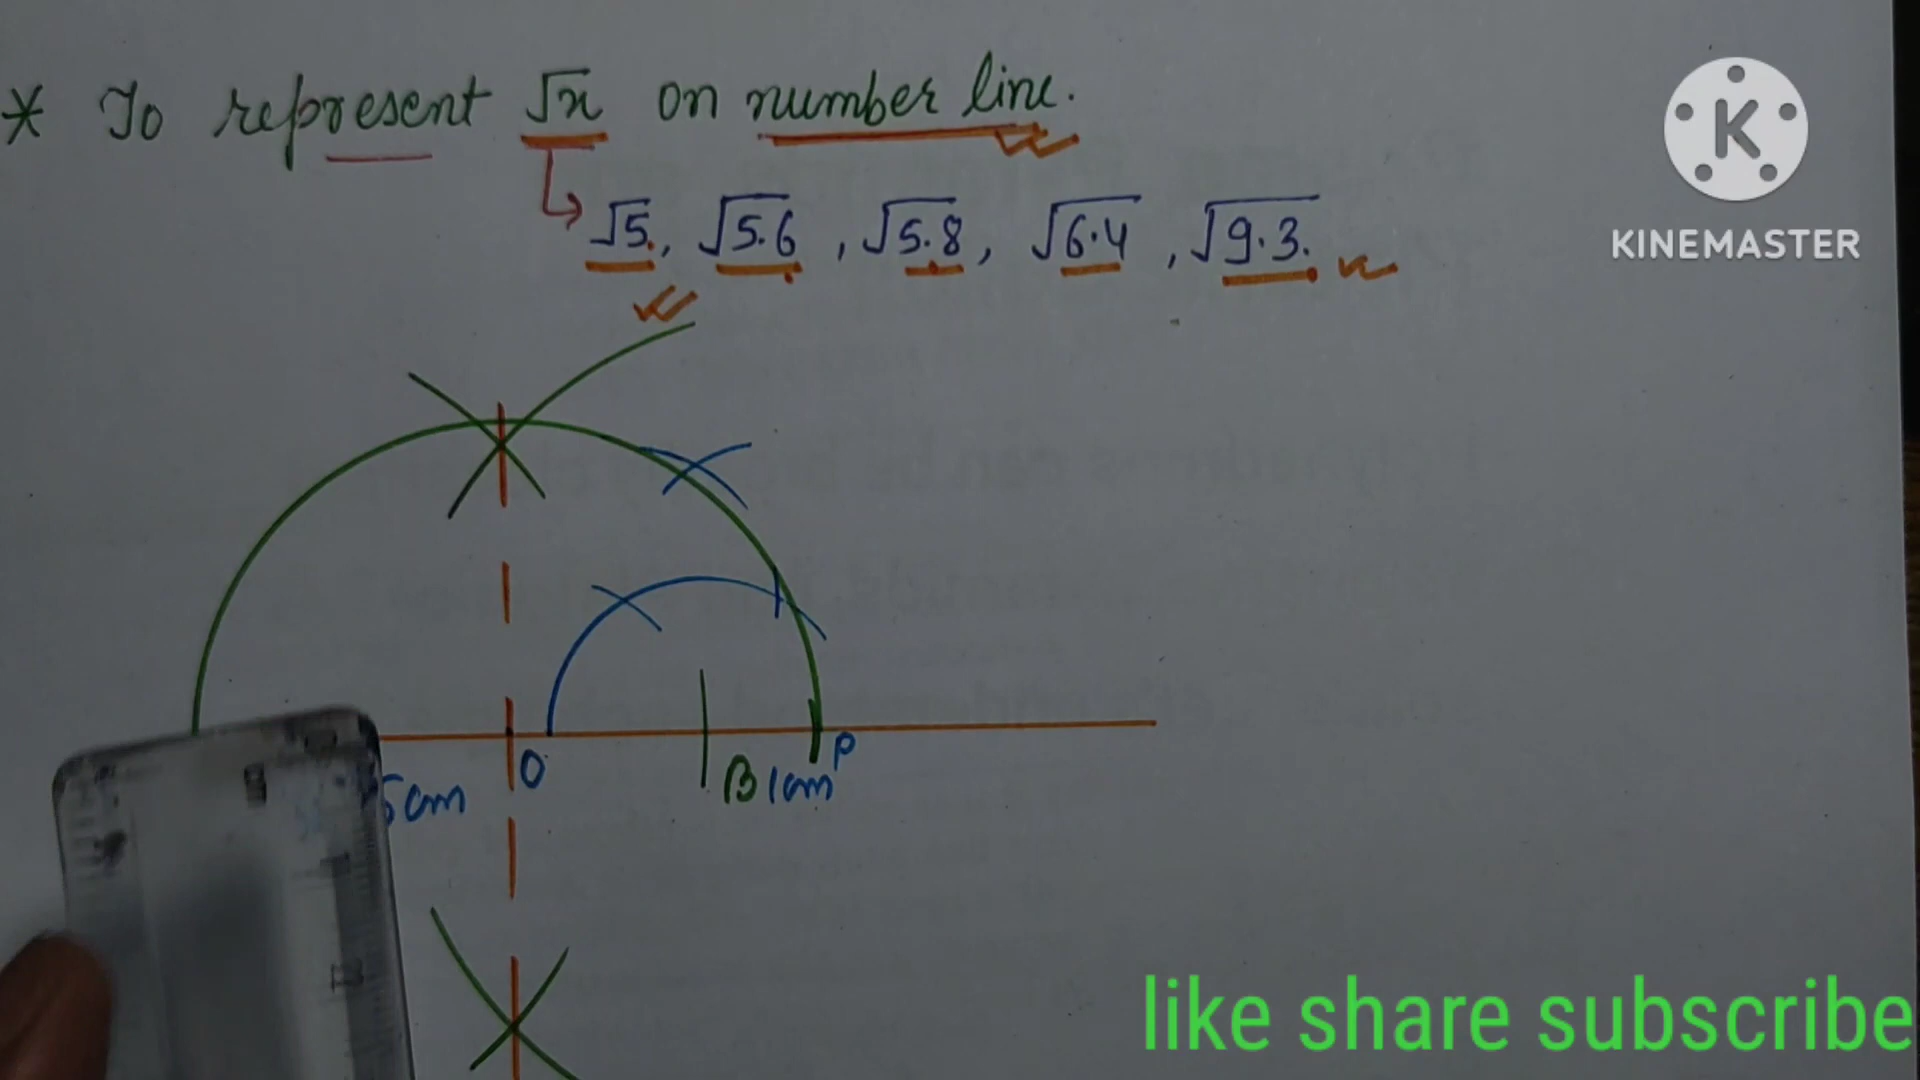 * To represent √x on number line.
K
KINEMASTER
√5., √5.6, √5.8, √6.4, √9.3.
O
P
5cm
B 1cm
like share subscribe